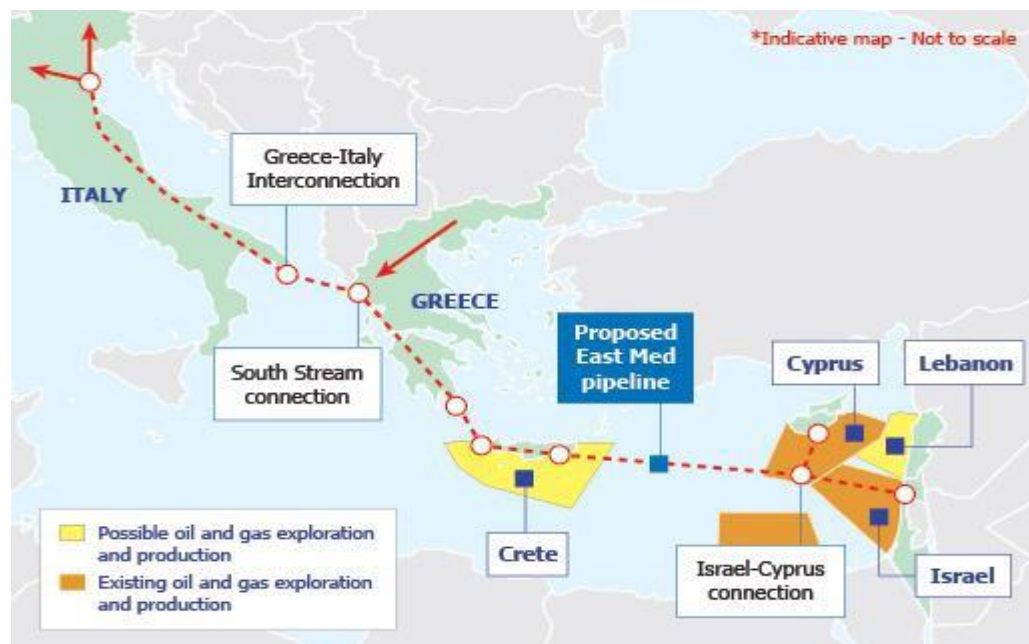 *Indicative map - Not to scale
Greece-Italy
Interconnection
ITALY
GREECE
South Stream
connection
Proposed
East Med
pipeline
Cyprus
Lebanon
Possible oil and gas exploration
and production
Existing oil and gas exploration
and production
Crete
Israel-Cyprus
connection
Israel